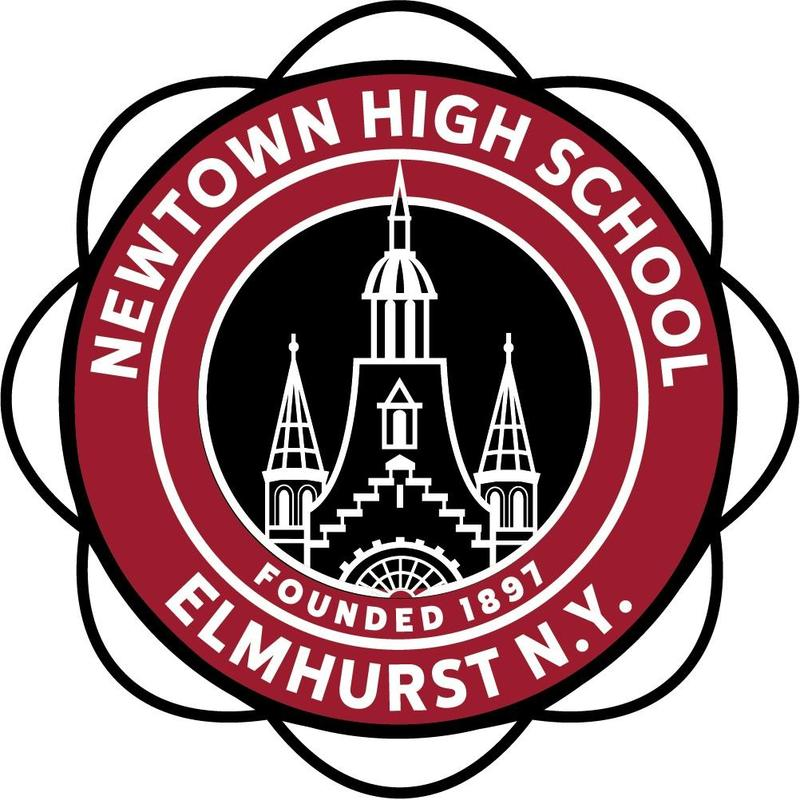 NEWTOWN HIGH SCHOOL
FOUNDED 1897
ELMHURST N.Y.